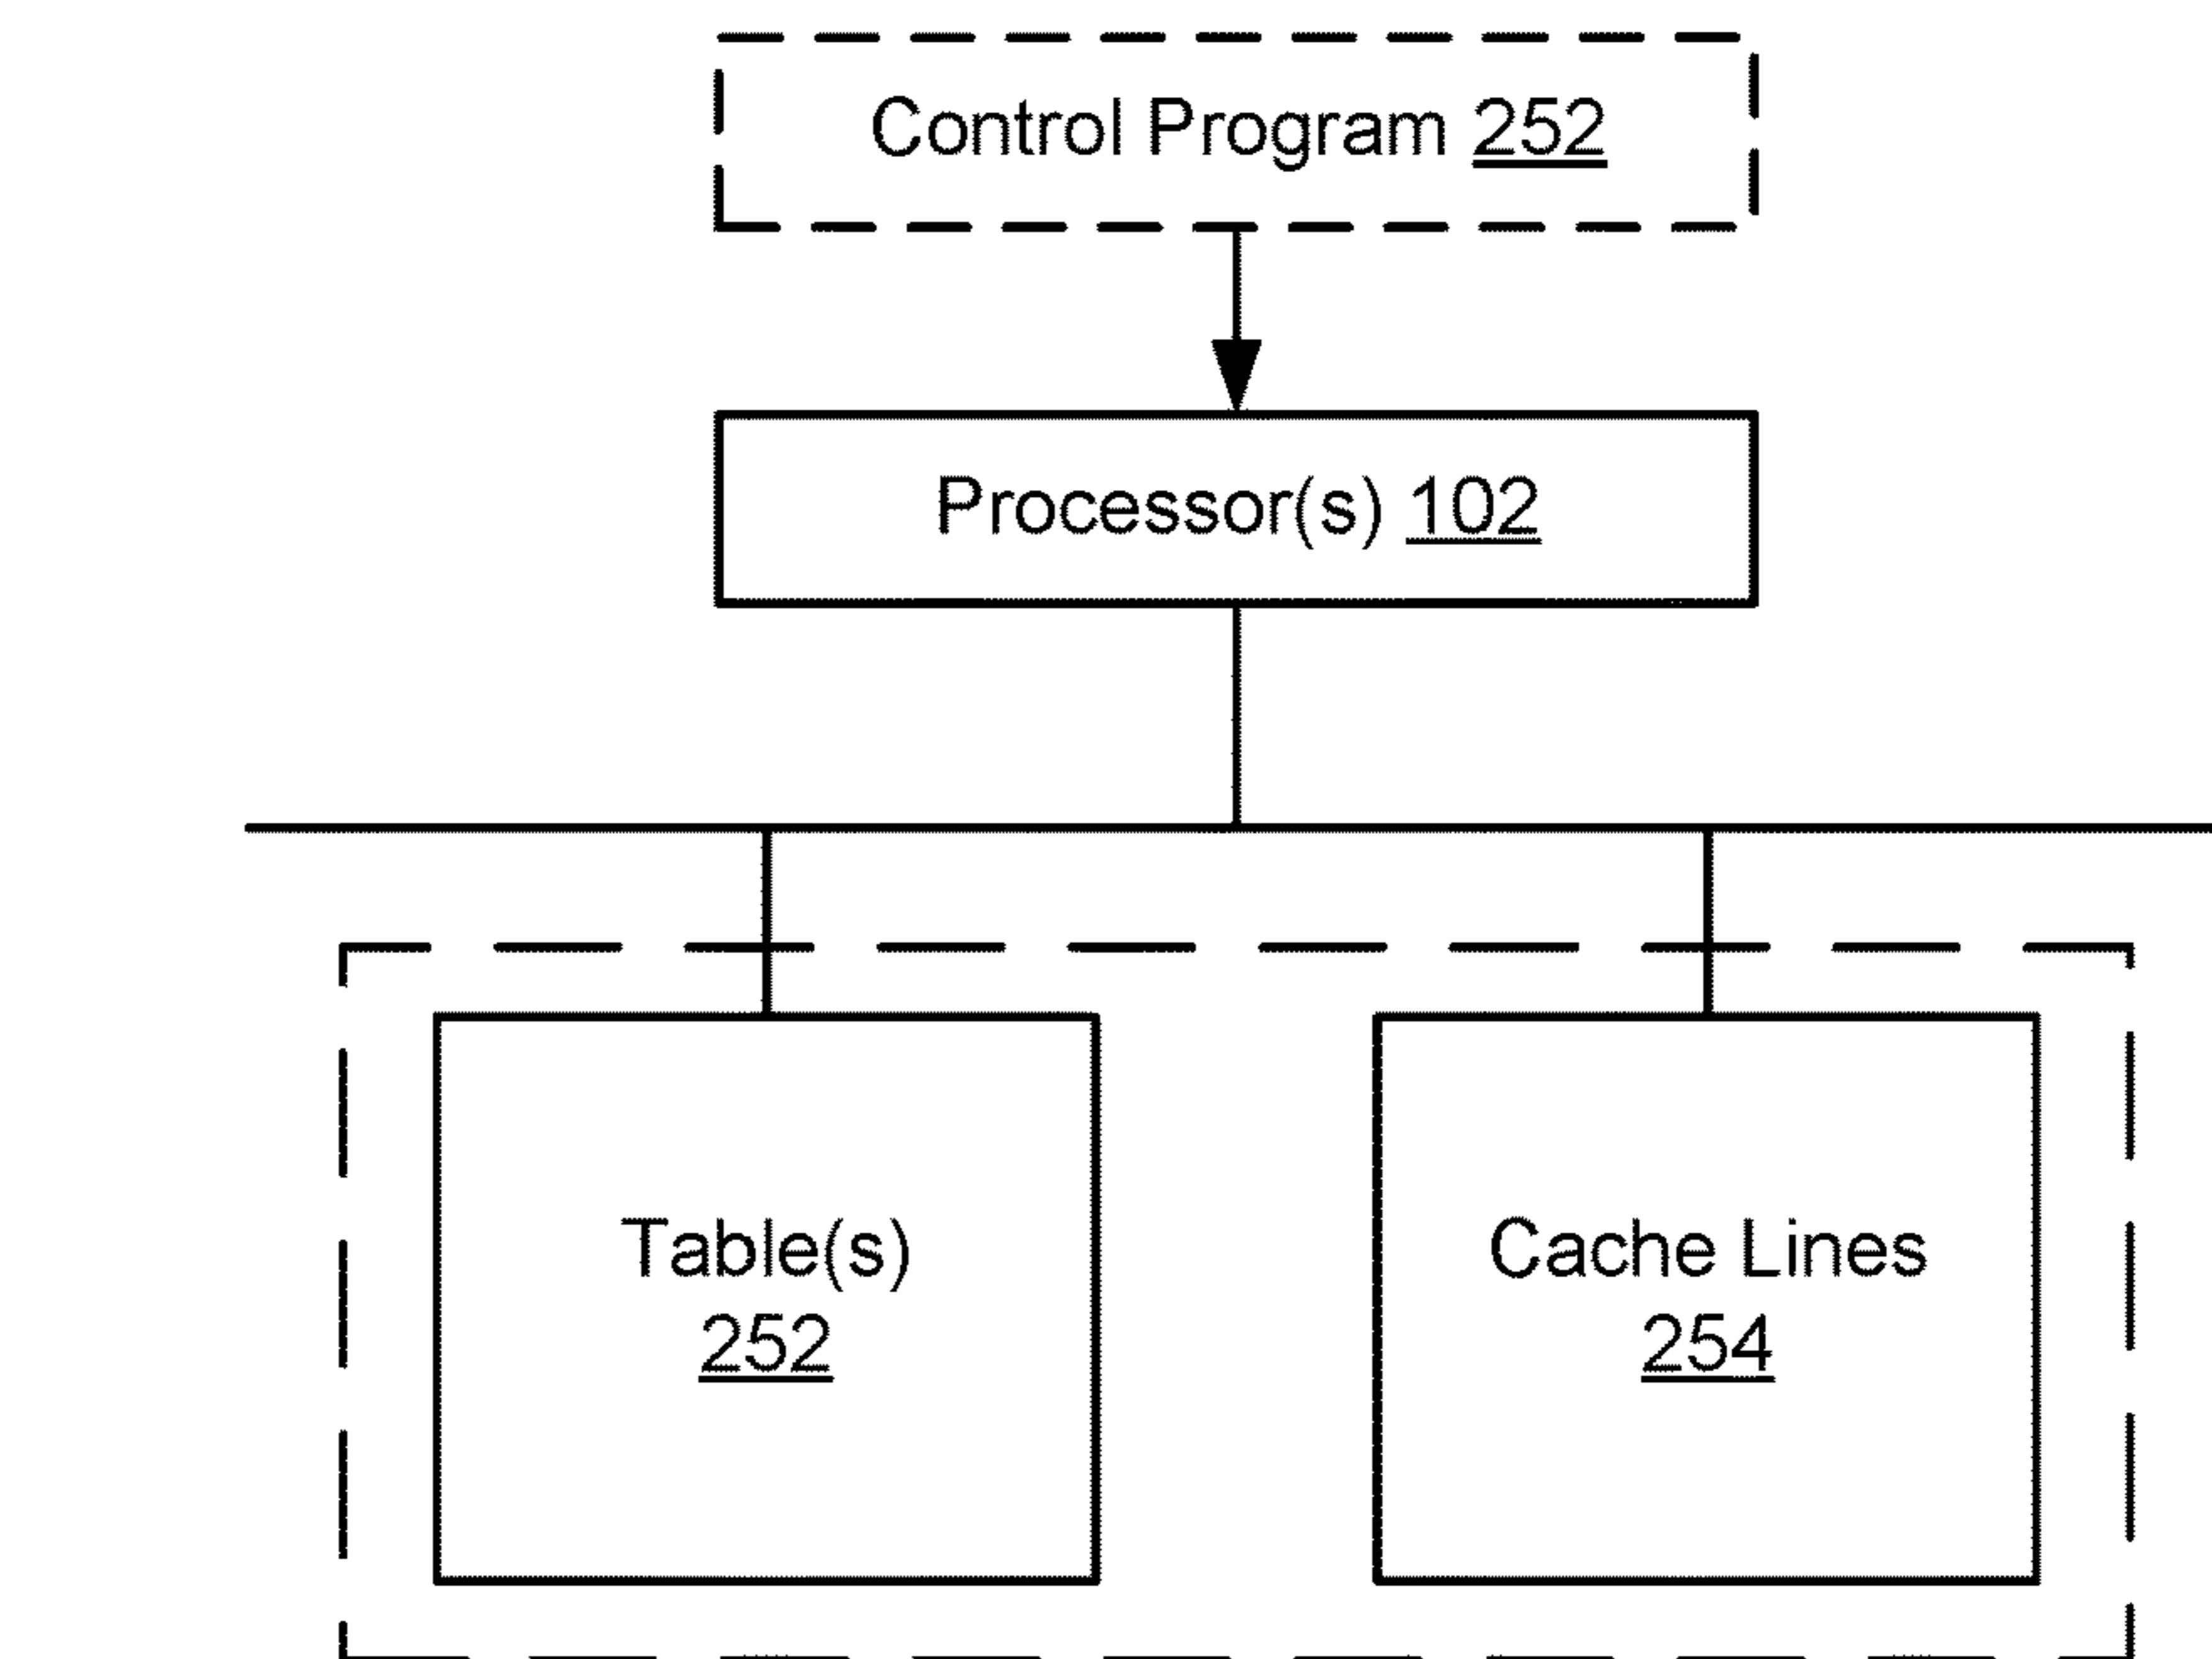 Control Program 252
Processor(s) 102
Table(s)
252
Cache Lines
254